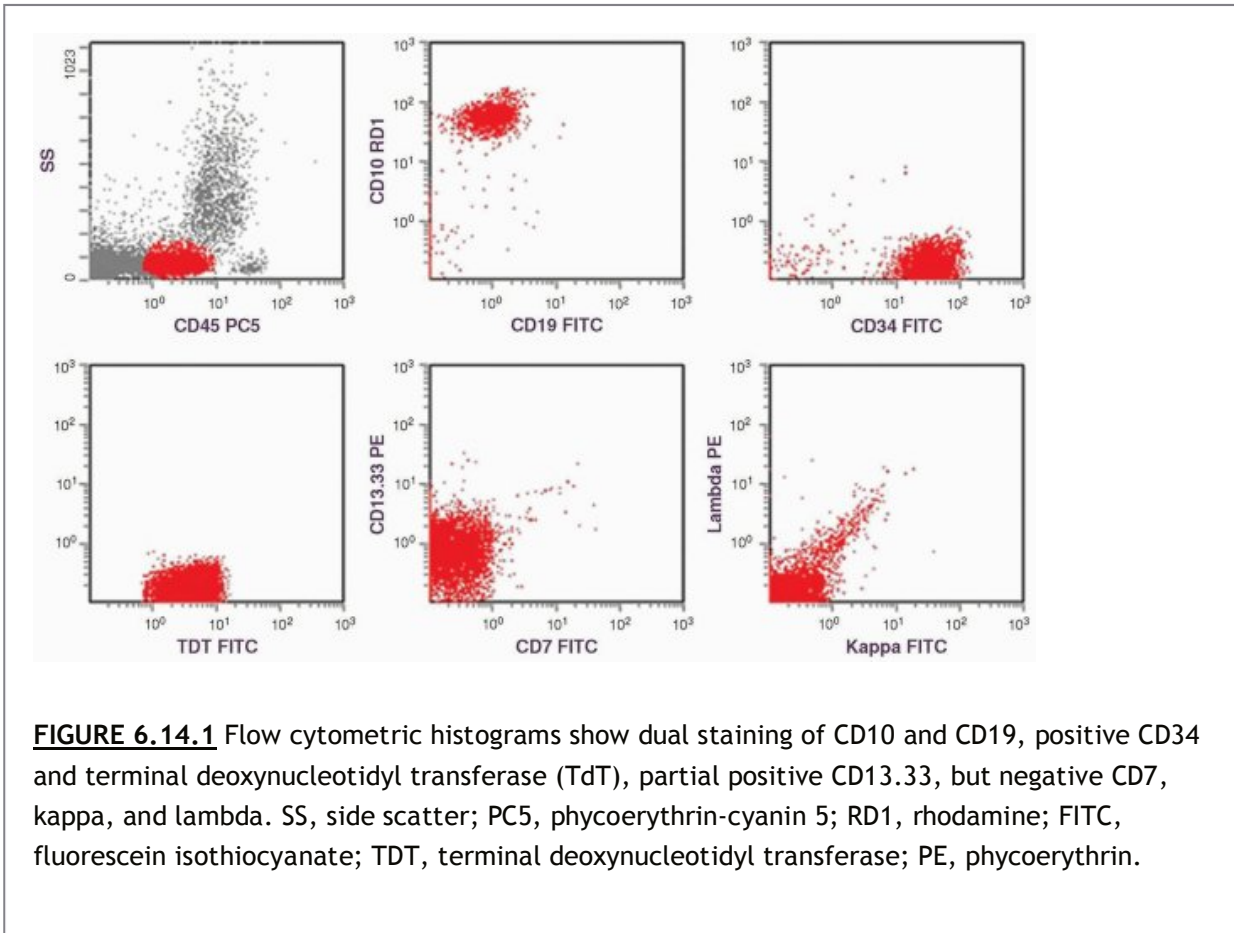 1023
SS
0
10⁰ 10¹ 10² 10³
CD45 PC5
10³
10²
10¹
10⁰
CD10 RD1
10⁰ 10¹ 10² 10³
CD19 FITC
10³
10²
10¹
10⁰
10⁰ 10¹ 10² 10³
CD34 FITC
10³
10²
10¹
10⁰
10⁰ 10¹ 10² 10³
TDT FITC
10³
10²
10¹
10⁰
CD13.33 PE
10⁰ 10¹ 10² 10³
CD7 FITC
10³
10²
10¹
10⁰
Lambda PE
10⁰ 10¹ 10² 10³
Kappa FITC
FIGURE 6.14.1 Flow cytometric histograms show dual staining of CD10 and CD19, positive CD34
and terminal deoxynucleotidyl transferase (TdT), partial positive CD13.33, but negative CD7,
kappa, and lambda. SS, side scatter; PC5, phycoerythrin-cyanin 5; RD1, rhodamine; FITC,
fluorescein isothiocyanate; TDT, terminal deoxynucleotidyl transferase; PE, phycoerythrin.